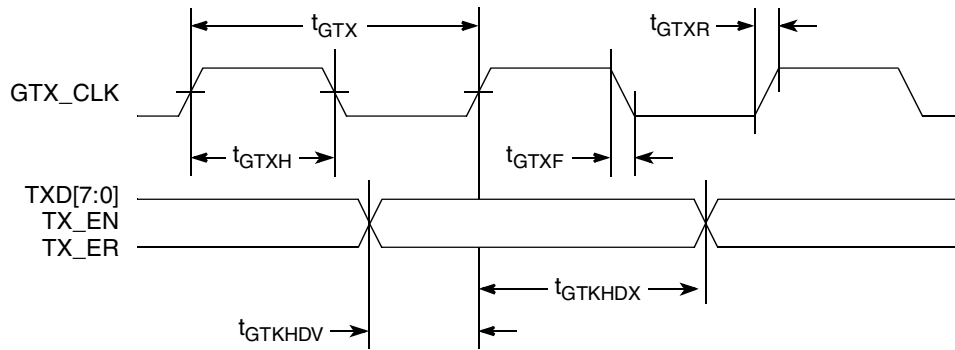 tGTX
tGTXR
GTX_CLK
tGTXH
tGTXF
TXD[7:0]
TX_EN
TX_ER
tGTKHDX
tGTKHDV